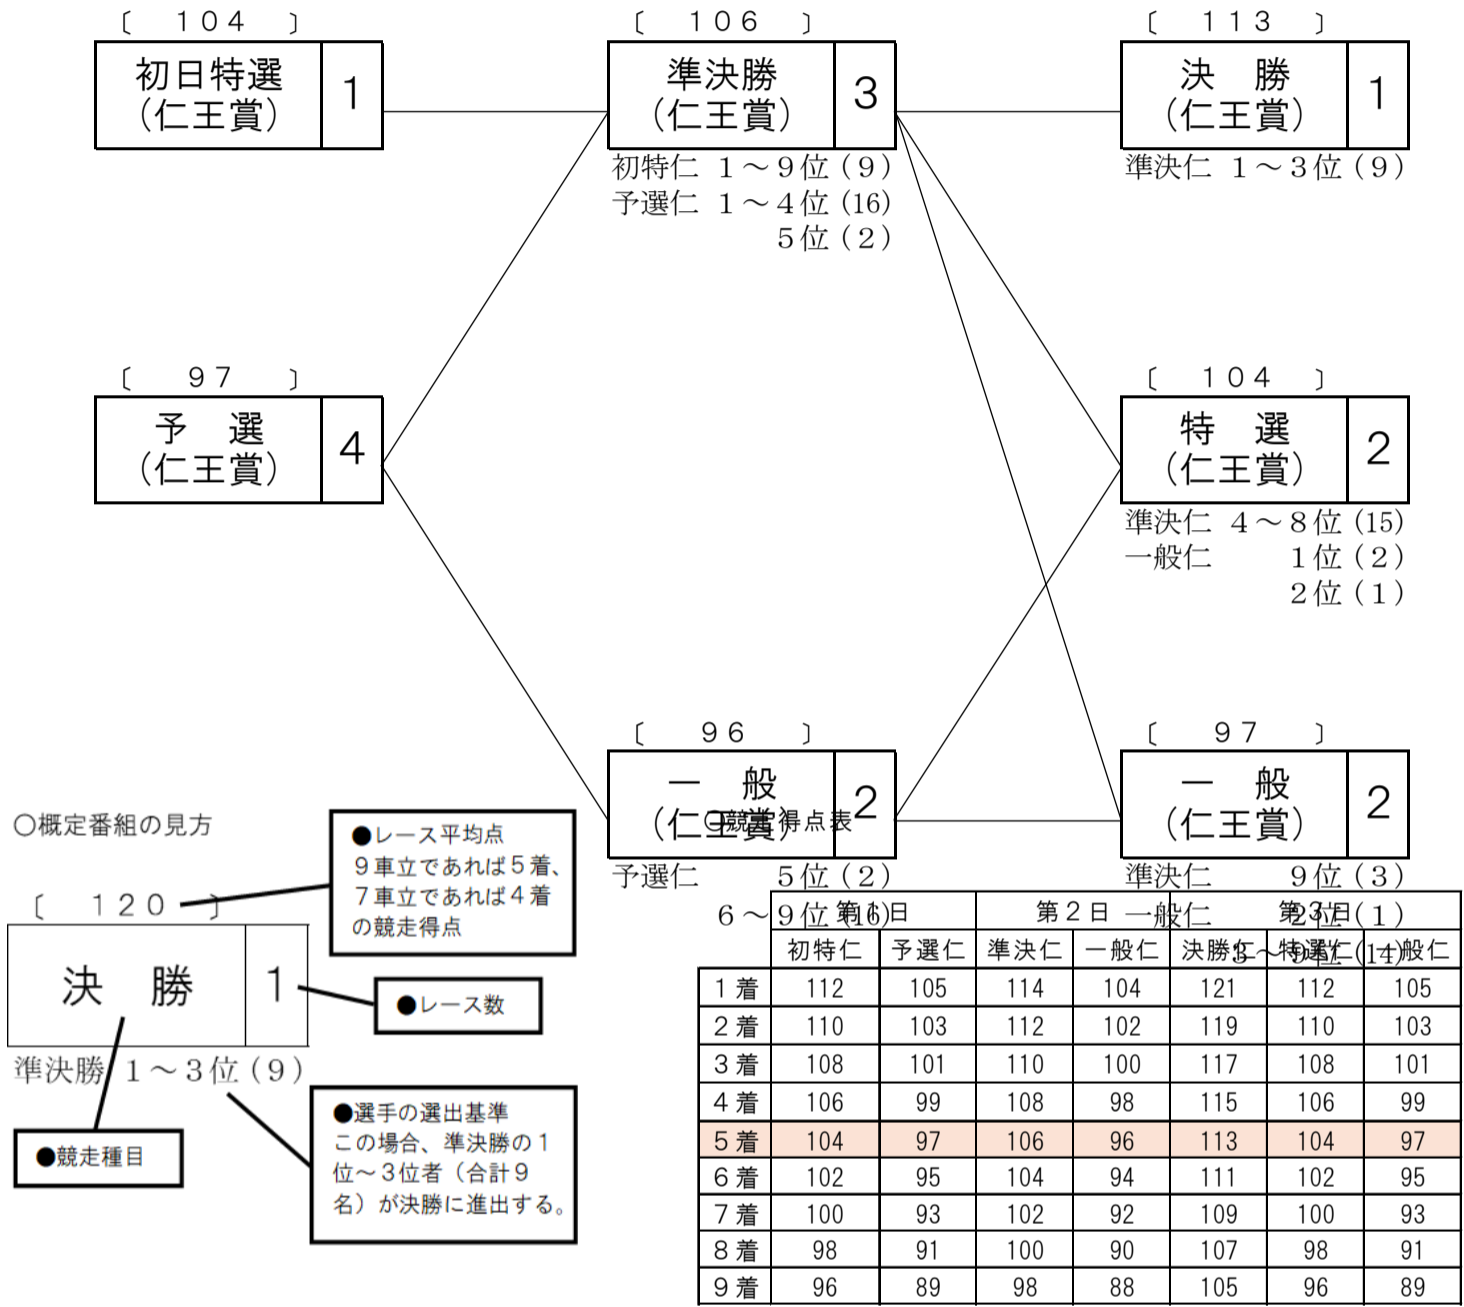 〔 104 〕
初日特選
(仁王賞)
1
〔 106 〕
準決勝
(仁王賞)
3
初特仁 1～9位(9)
予選仁 1～4位(16)
5位(2)
〔 113 〕
決 勝
(仁王賞)
1
準決仁 1～3位(9)
〔 97 〕
予 選
(仁王賞)
4
〔 104 〕
特 選
(仁王賞)
2
準決仁 4～8位(15)
一般仁 1位(2)
2位(1)
〔 96 〕
一 般
(仁王賞)
2
予選仁 5位(2)
6～9位(16)
〔 97 〕
一 般
(仁王賞)
2
準決仁 9位(3)
一般仁 2位(1)
3～9位(14)
〇概定番組の見方
〔 120 〕
決 勝
1
準決勝 1～3位(9)
●レース平均点
9車立であれば5着、
7車立であれば4着
の競走得点
●レース数
●競走種目
●選手の選出基準
この場合、準決勝の1
位～3位者（合計9
名）が決勝に進出する。
〇競走得点表
第1日 第2日 第3日
初特仁 予選仁 準決仁 一般仁 決勝仁 特選仁 一般仁
1着 112 105 114 104 121 112 105
2着 110 103 112 102 119 110 103
3着 108 101 110 100 117 108 101
4着 106 99 108 98 115 106 99
5着 104 97 106 96 113 104 97
6着 102 95 104 94 111 102 95
7着 100 93 102 92 109 100 93
8着 98 91 100 90 107 98 91
9着 96 89 98 88 105 96 89